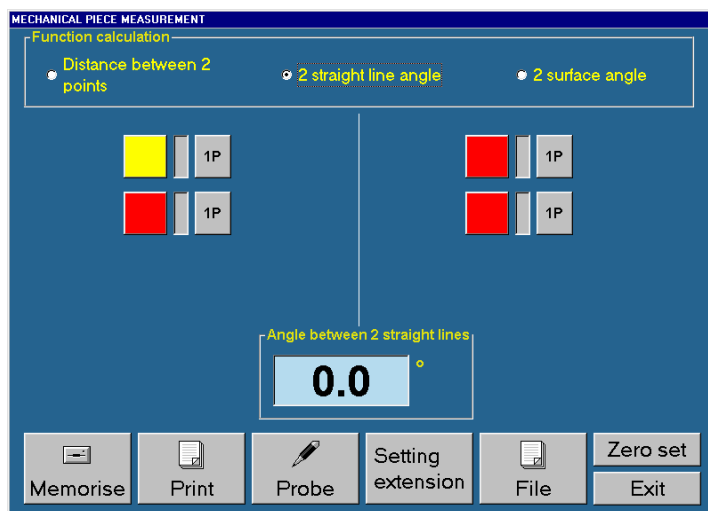 MECHANICAL PIECE MEASUREMENT
Function calculation
Distance between 2
points
2 straight line angle
2 surface angle
1P
1P
1P
1P
Angle between 2 straight lines
0.0 °
Memorise
Print
Probe
Setting
extension
File
Zero set
Exit